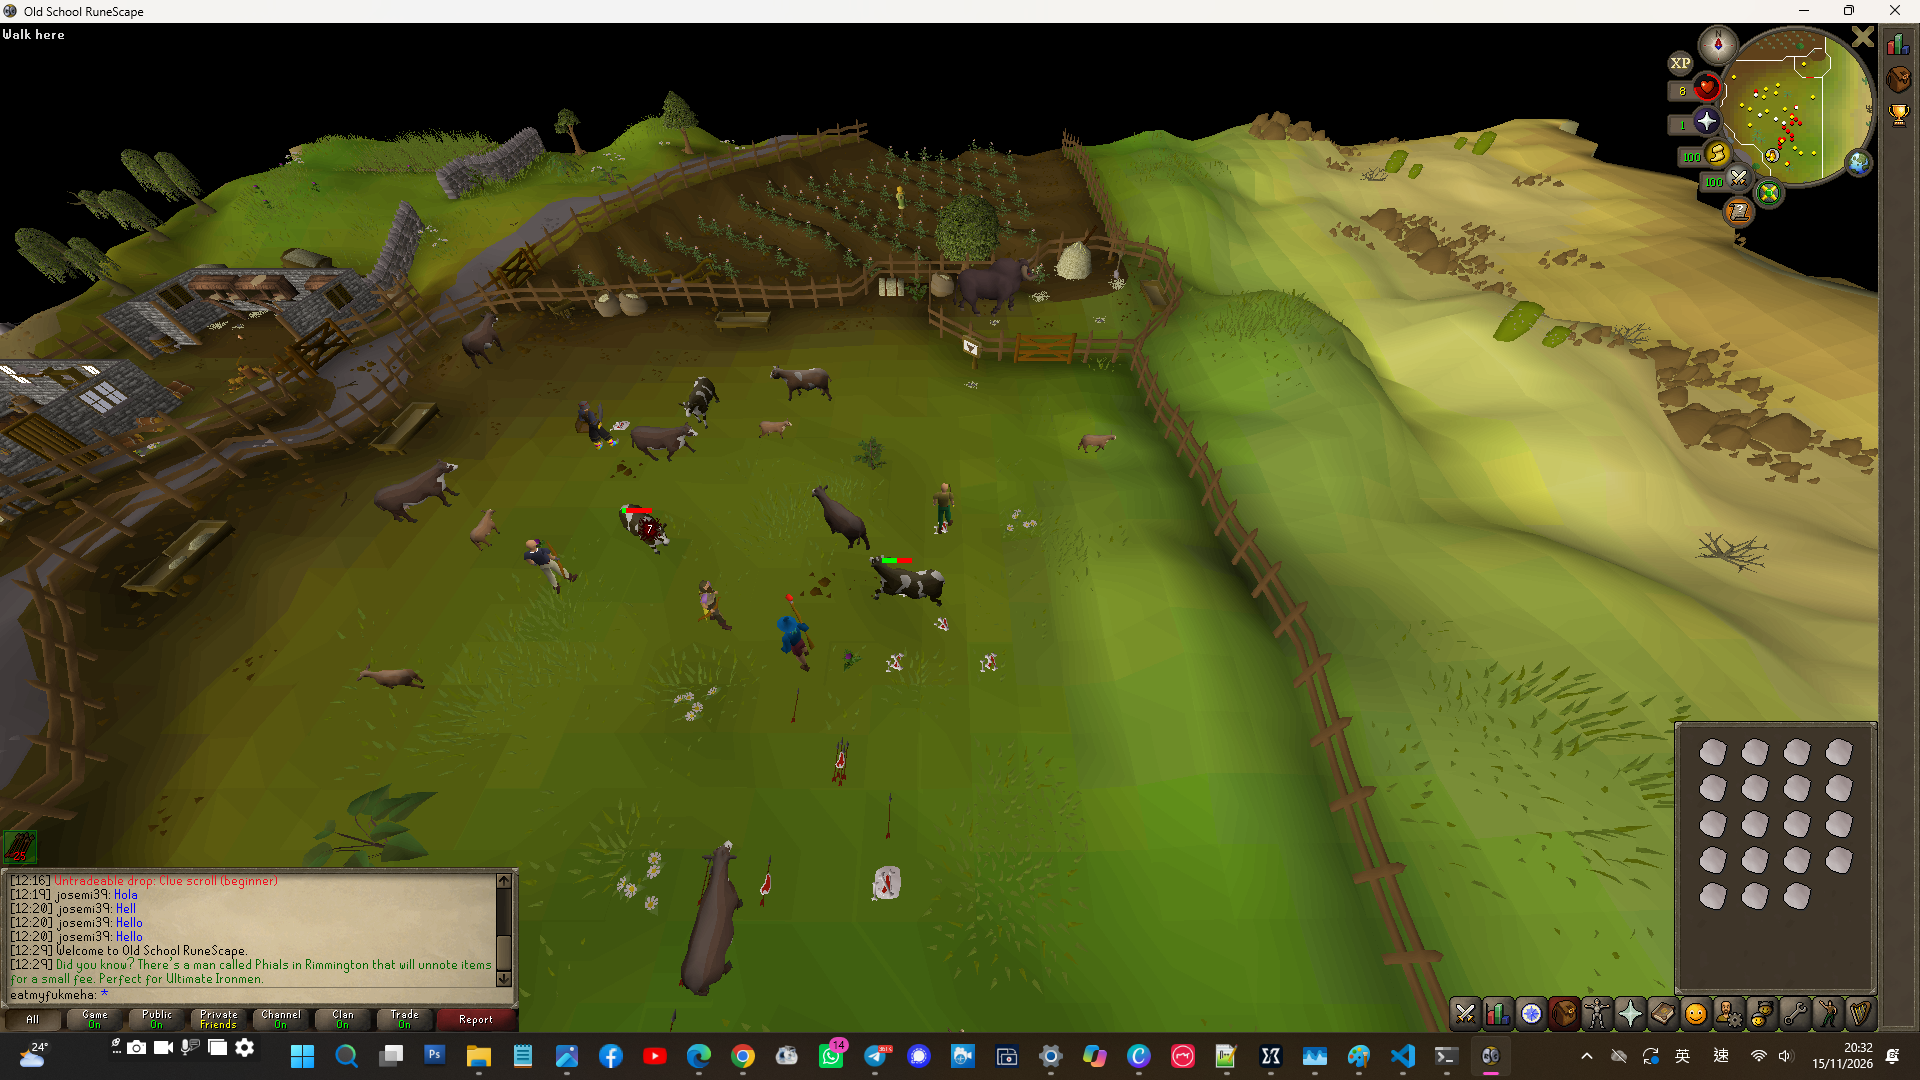 Old School RuneScape
Walk here
N
XP
8
1
100
100
7
25
[12:16] Untradeable drop: Clue scroll (beginner)
[12:19] josemi39: Hola
[12:20] josemi39: Hell
[12:20] josemi39: Hello
[12:20] josemi39: Hello
[12:29] Welcome to Old School RuneScape.
[12:29] Did you know? There's a man called Phials in Rimmington that will unnote items
for a small fee. Perfect for Ultimate Ironmen.
eatmyfukmeha: *
All
Game
On
Public
On
Private
Friends
Channel
On
Clan
On
Trade
On
Report
24°
Ps
14
英
速
20:32
15/11/2026